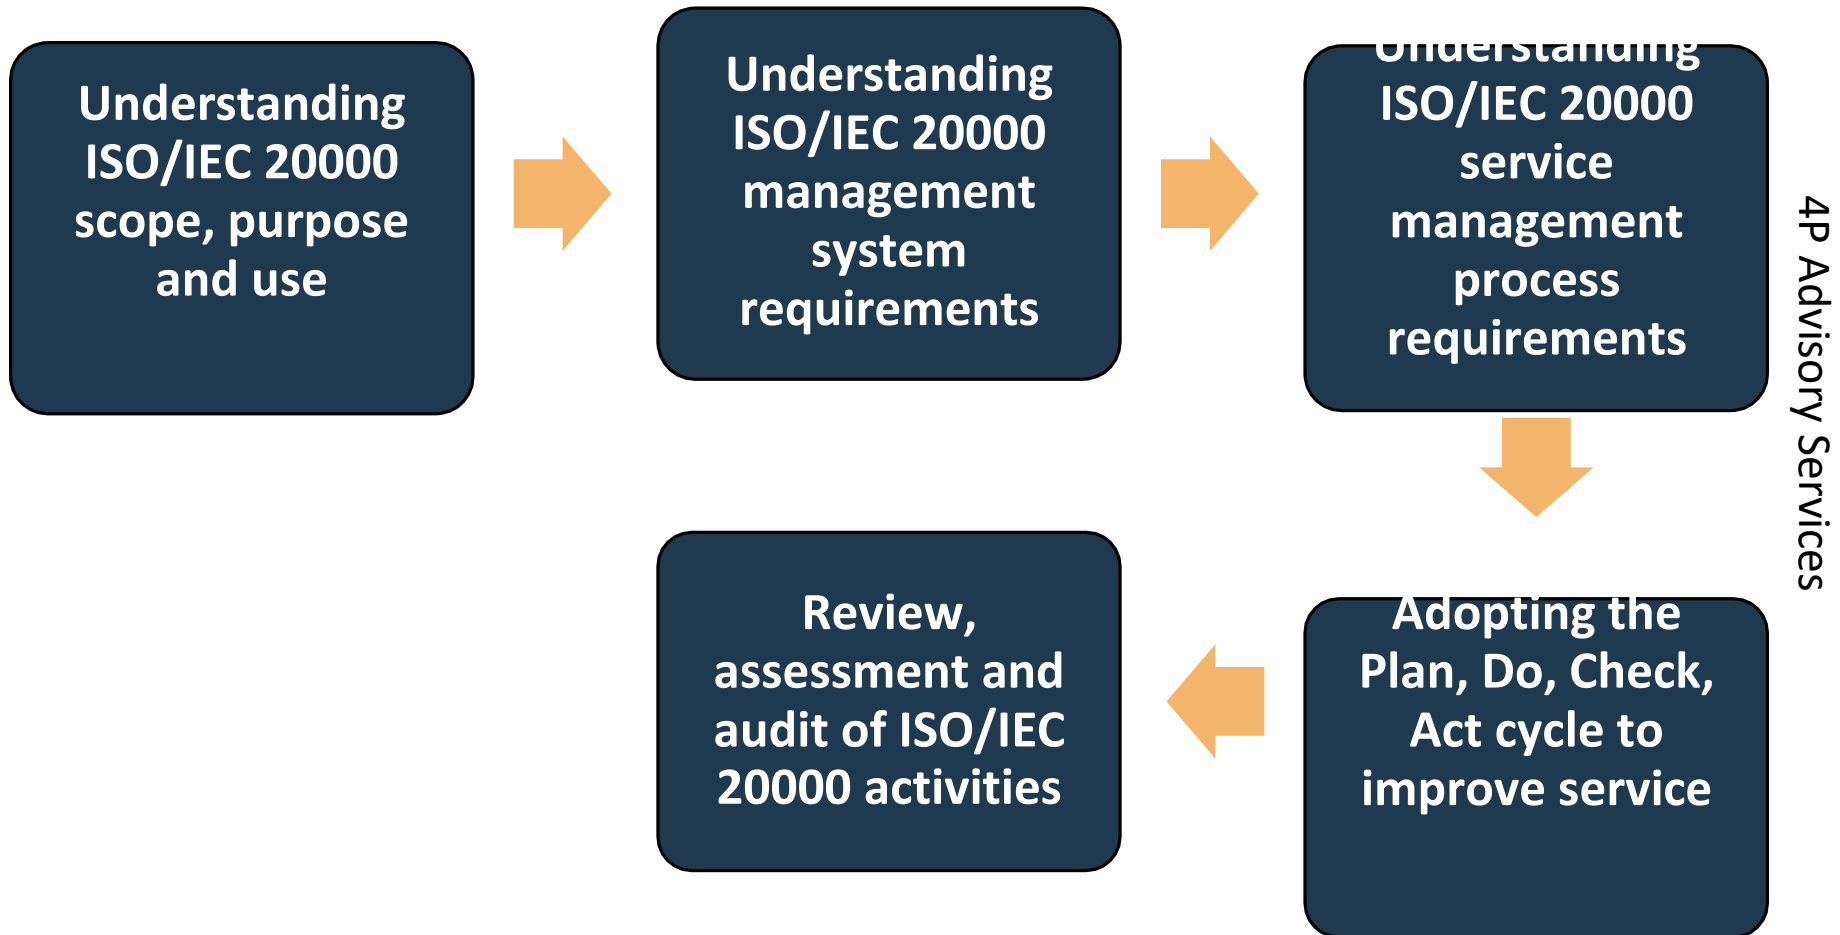 Understanding
ISO/IEC 20000
scope, purpose
and use
Understanding
ISO/IEC 20000
management
system
requirements
Understanding
ISO/IEC 20000
service
management
process
requirements
Adopting the
Plan, Do, Check,
Act cycle to
improve service
Review,
assessment and
audit of ISO/IEC
20000 activities
4P Advisory Services